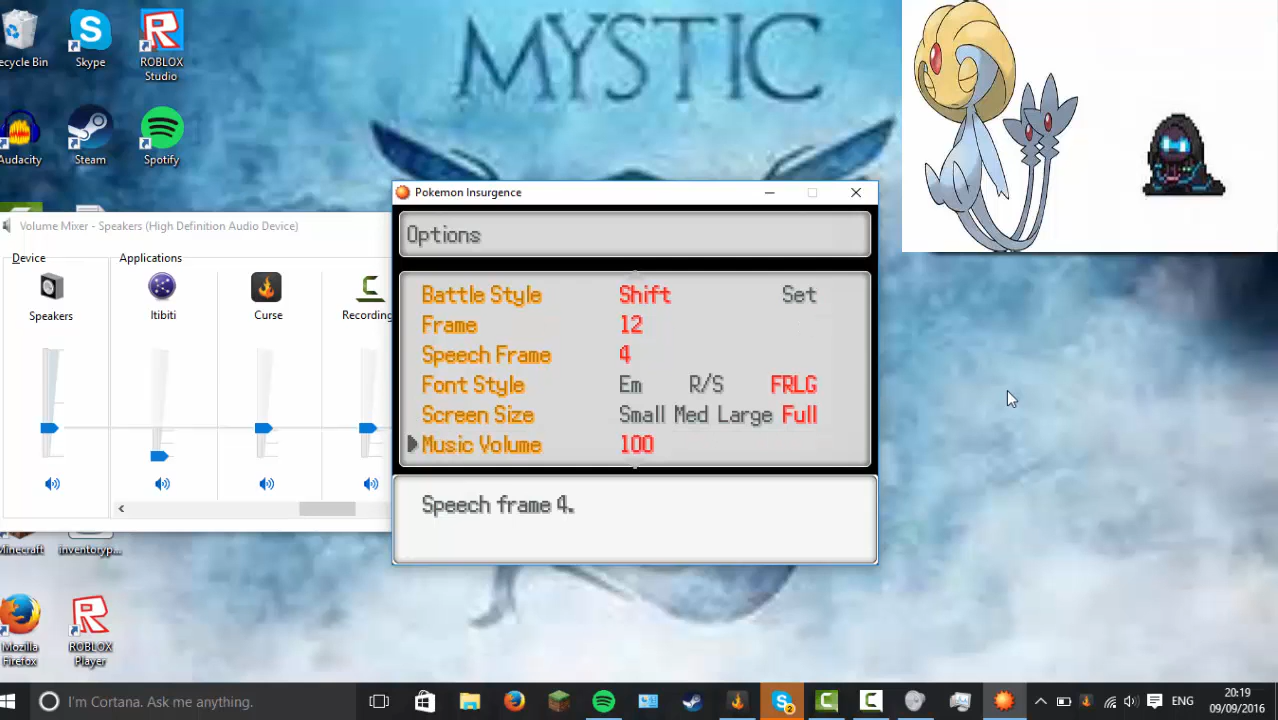 MYSTIC
ecycle Bin
Skype
ROBLOX
Studio
Audacity
Steam
Spotify
Volume Mixer - Speakers (High Definition Audio Device)
Device
Applications
Speakers
Itibiti
Curse
Recording
Pokemon Insurgence
Options
Battle Style Shift Set
Frame 12
Speech Frame 4
Font Style Em R/S FRLG
Screen Size Small Med Large Full
Music Volume 100
Speech frame 4.
Minecraft
inventoryp...
Mozilla
Firefox
ROBLOX
Player
I'm Cortana. Ask me anything.
2
ENG
20:19
09/09/2016